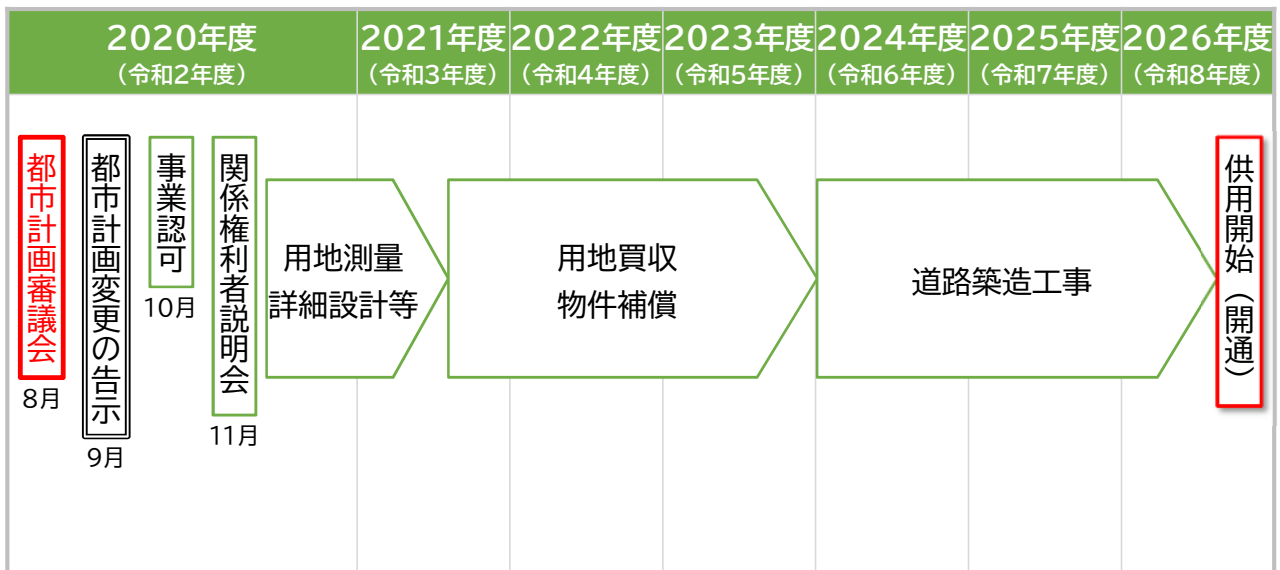 2020年度
(令和2年度)
2021年度
(令和3年度)
2022年度
(令和4年度)
2023年度
(令和5年度)
2024年度
(令和6年度)
2025年度
(令和7年度)
2026年度
(令和8年度)
都市計画審議会
8月
都市計画変更の告示
9月
事業認可
10月
関係権利者説明会
11月
用地測量
詳細設計等
用地買収
物件補償
道路築造工事
供用開始(開通)